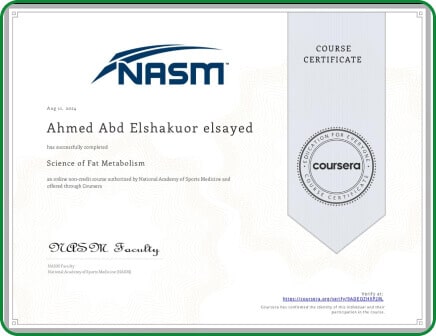 NASM
COURSE
CERTIFICATE
Aug 12, 2024
Ahmed Abd Elshakuor elsayed
has successfully completed
Science of Fat Metabolism
an online non-credit course authorized by National Academy of Sports Medicine and
offered through Coursera
EDUCATION FOR EVERYONE
coursera
COURSE CERTIFICATE
NASM Faculty
NASM Faculty
National Academy of Sports Medicine (NASM)
Verify at:
https://coursera.org/verify/
Coursera has confirmed the identity of this individual and their
participation in the course.